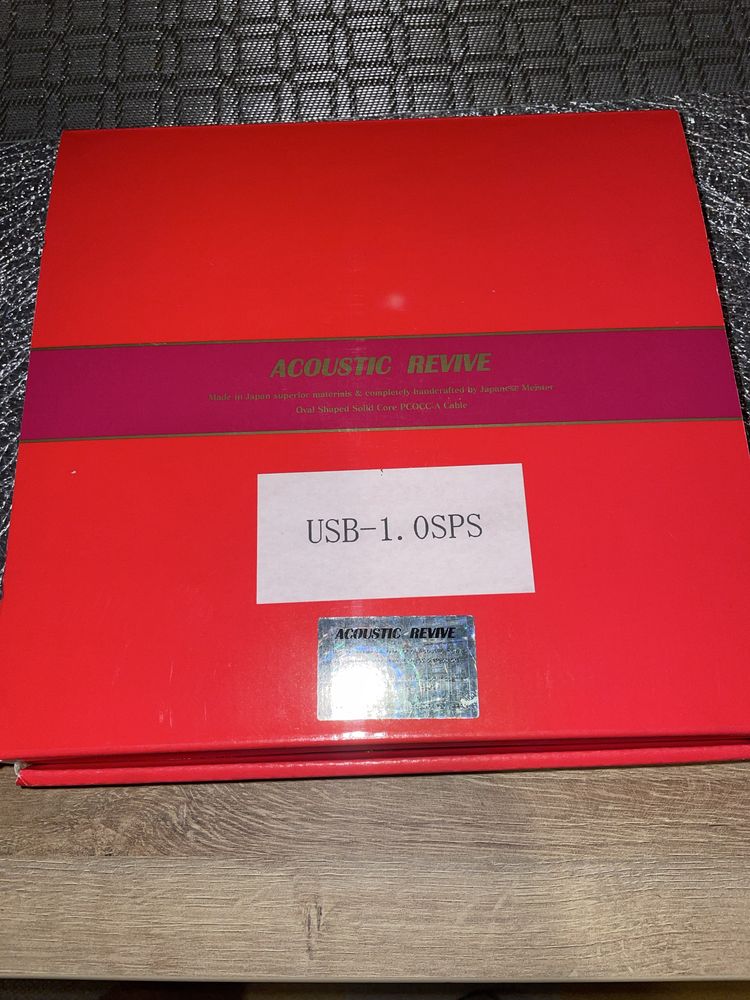 ACOUSTIC REVIVE
Made in Japan superior materials & completely-handcrafted by Japanese Meister
Oval Shaped Solid Core PCOCC-A Cable
USB-1.0SPS
ACOUSTIC REVIVE